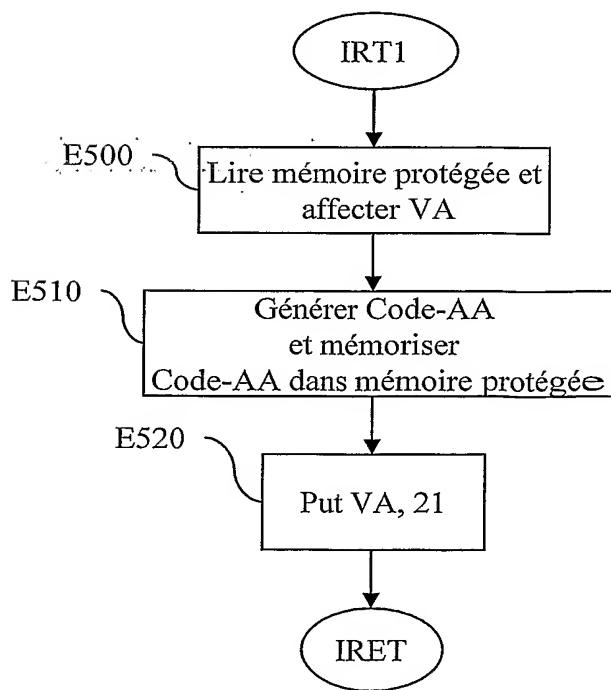 IRT1
E500
Lire mémoire protégée et
affecter VA
E510
Générer Code-AA
et mémoriser
Code-AA dans mémoire protégée
E520
Put VA, 21
IRET